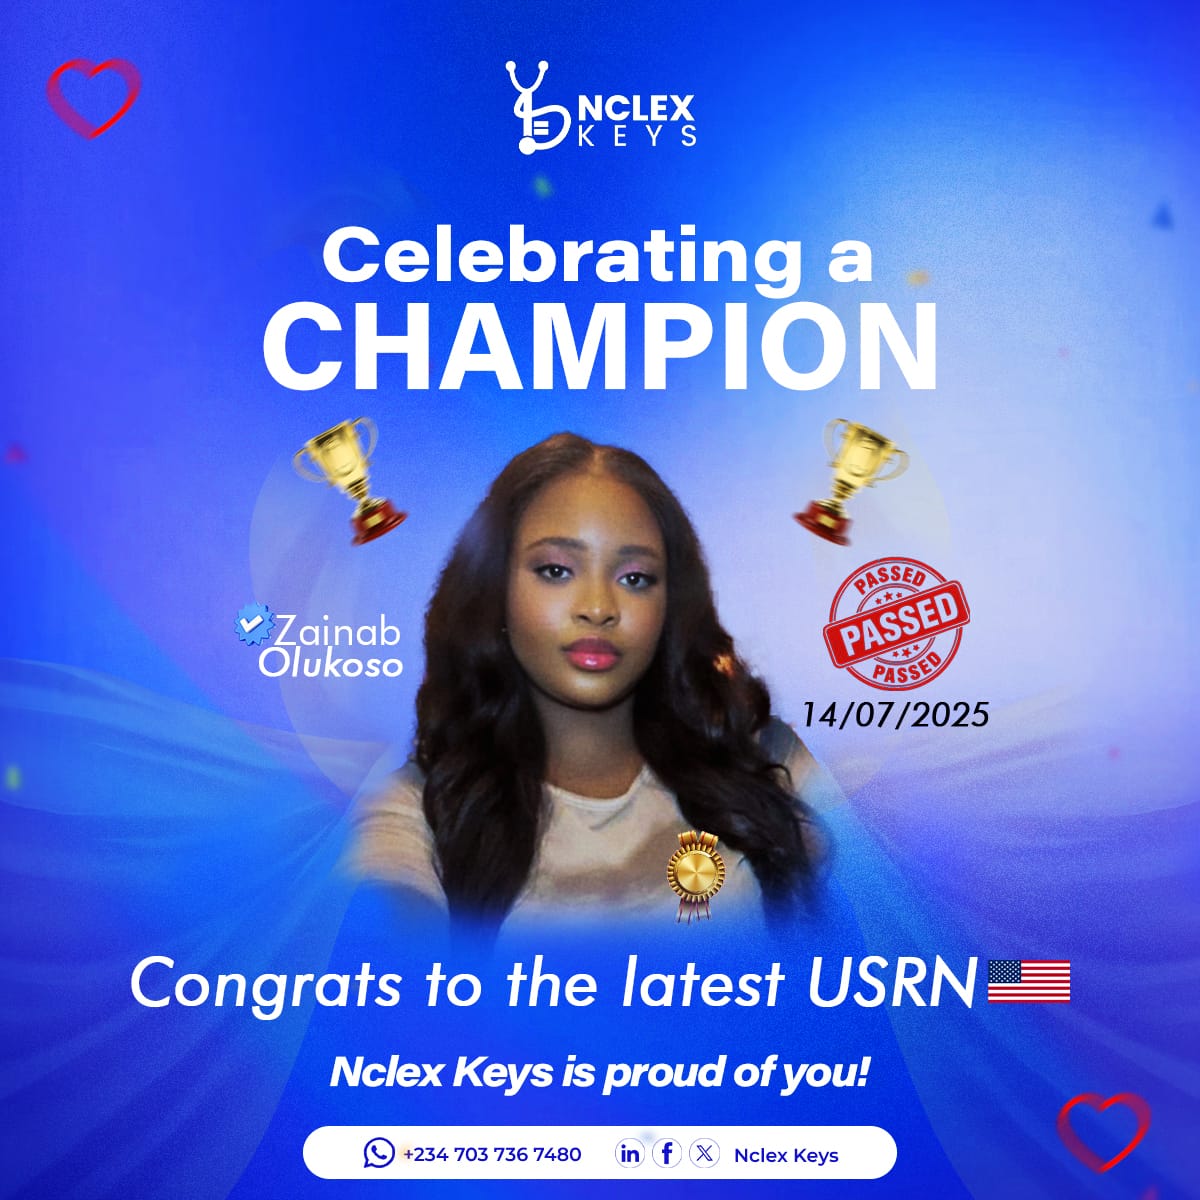 NCLEX
KEYS
Celebrating a
CHAMPION
Zainab
Olukoso
PASSED
PASSED
PASSED
14/07/2025
Congrats to the latest USRN
Nclex Keys is proud of you!
+234 703 736 7480 in f X Nclex Keys